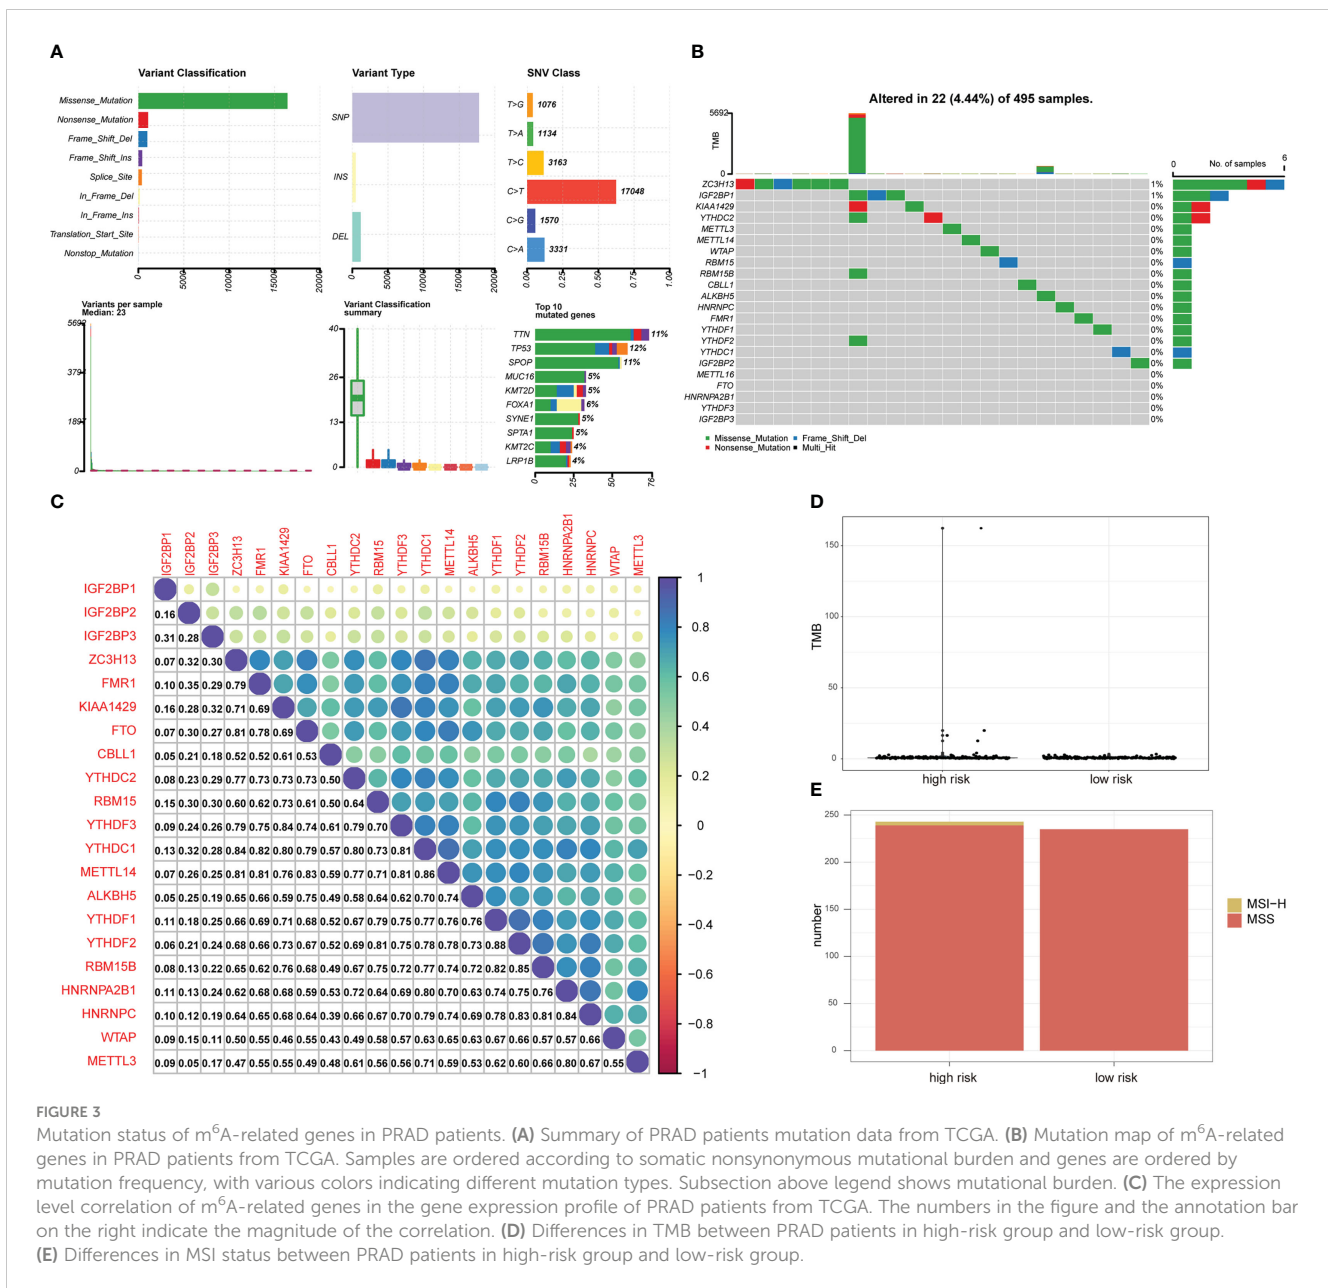 A
Variant Classification
Missense_Mutation
Nonsense_Mutation
Frame_Shift_Del
Frame_Shift_Ins
Splice_Site
In_Frame_Del
In_Frame_Ins
Translation_Start_Site
Nonstop_Mutation
0 5000 10000 15000 20000
Variant Type
SNP
INS
DEL
0 5000 10000 15000 20000
SNV Class
T>G 1076
T>A 1134
T>C 3163
C>T 17048
C>G 1570
C>A 3331
0.00 0.25 0.50 0.75 1.00
Variants per sample
Median: 23
5692
3794
1897
0
Variant Classification
summary
40
26
13
0
Top 10
mutated genes
TTN 11%
TP53 12%
SPOP 11%
MUC16 5%
KMT2D 5%
FOXA1 6%
SYNE1 5%
SPTA1 5%
KMT2C 4%
LRP1B 4%
0 25 50 76
B
Altered in 22 (4.44%) of 495 samples.
5692
TMB
0
0 6
No. of samples
ZC3H13 1%
IGF2BP1 1%
KIAA1429 0%
YTHDC2 0%
METTL3 0%
METTL14 0%
WTAP 0%
RBM15 0%
RBM15B 0%
CBLL1 0%
ALKBH5 0%
HNRNPC 0%
FMR1 0%
YTHDF1 0%
YTHDF2 0%
YTHDC1 0%
IGF2BP2 0%
METTL16 0%
FTO 0%
HNRNPA2B1 0%
YTHDF3 0%
IGF2BP3 0%
Missense_Mutation Frame_Shift_Del
Nonsense_Mutation Multi_Hit
C
IGF2BP1 IGF2BP2 IGF2BP3 ZC3H13 FMR1 KIAA1429 FTO CBLL1 YTHDC2 RBM15 YTHDF3 YTHDC1 METTL14 ALKBH5 YTHDF1 YTHDF2 RBM15B HNRNPA2B1 HNRNPC WTAP METTL3
IGF2BP1
IGF2BP2 0.16
IGF2BP3 0.31 0.28
ZC3H13 0.07 0.32 0.30
FMR1 0.10 0.35 0.29 0.79
KIAA1429 0.16 0.28 0.32 0.71 0.69
FTO 0.07 0.30 0.27 0.81 0.78 0.69
CBLL1 0.05 0.21 0.18 0.52 0.52 0.61 0.53
YTHDC2 0.08 0.23 0.29 0.77 0.73 0.73 0.73 0.50
RBM15 0.15 0.30 0.30 0.60 0.62 0.73 0.61 0.50 0.64
YTHDF3 0.09 0.24 0.26 0.79 0.75 0.84 0.74 0.61 0.79 0.70
YTHDC1 0.13 0.32 0.28 0.84 0.82 0.80 0.79 0.57 0.80 0.73 0.81
METTL14 0.07 0.26 0.25 0.81 0.81 0.76 0.83 0.59 0.77 0.71 0.81 0.86
ALKBH5 0.05 0.25 0.19 0.65 0.66 0.59 0.75 0.49 0.58 0.64 0.62 0.70 0.74
YTHDF1 0.11 0.18 0.25 0.66 0.69 0.71 0.68 0.52 0.67 0.79 0.75 0.77 0.76 0.76
YTHDF2 0.06 0.21 0.24 0.68 0.66 0.73 0.67 0.52 0.69 0.81 0.75 0.78 0.78 0.73 0.88
RBM15B 0.08 0.13 0.22 0.65 0.62 0.76 0.68 0.49 0.67 0.75 0.72 0.77 0.74 0.72 0.82 0.85
HNRNPA2B1 0.11 0.13 0.24 0.62 0.68 0.68 0.59 0.53 0.72 0.64 0.69 0.80 0.70 0.63 0.74 0.75 0.76
HNRNPC 0.10 0.12 0.19 0.64 0.65 0.68 0.64 0.39 0.66 0.67 0.70 0.79 0.74 0.69 0.78 0.83 0.81 0.84
WTAP 0.09 0.15 0.11 0.50 0.55 0.46 0.55 0.43 0.49 0.58 0.57 0.63 0.65 0.63 0.67 0.66 0.57 0.57 0.66
METTL3 0.09 0.05 0.17 0.47 0.55 0.55 0.49 0.48 0.61 0.56 0.56 0.71 0.59 0.53 0.62 0.60 0.66 0.80 0.67 0.55
1
0.8
0.6
0.4
0.2
0
−0.2
−0.4
−0.6
−0.8
−1
D
150
100
50
0
TMB
high risk low risk
E
250
200
150
100
50
0
number
high risk low risk
MSI−H
MSS
FIGURE 3
Mutation status of m⁶A-related genes in PRAD patients. (A) Summary of PRAD patients mutation data from TCGA. (B) Mutation map of m⁶A-related
genes in PRAD patients from TCGA. Samples are ordered according to somatic nonsynonymous mutational burden and genes are ordered by
mutation frequency, with various colors indicating different mutation types. Subsection above legend shows mutational burden. (C) The expression
level correlation of m⁶A-related genes in the gene expression profile of PRAD patients from TCGA. The numbers in the figure and the annotation bar
on the right indicate the magnitude of the correlation. (D) Differences in TMB between PRAD patients in high-risk group and low-risk group.
(E) Differences in MSI status between PRAD patients in high-risk group and low-risk group.